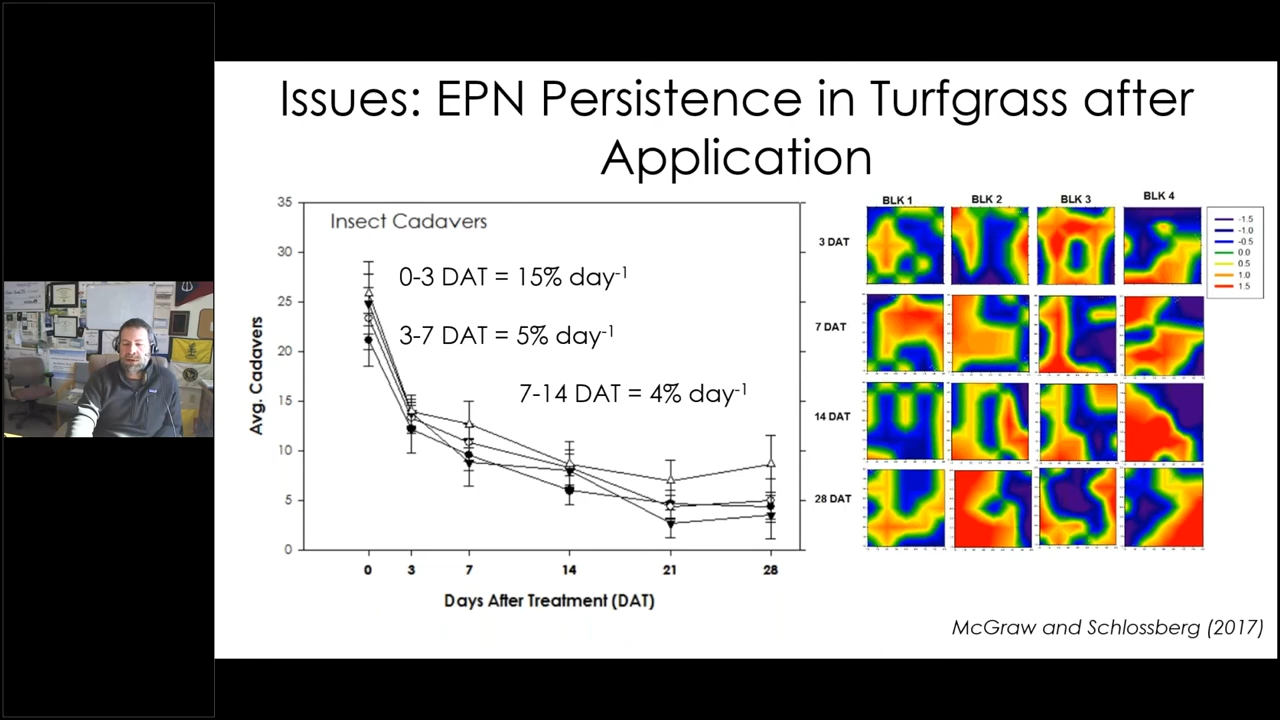 Issues: EPN Persistence in Turfgrass after
Application
Insect Cadavers
0-3 DAT = 15% day-1
3-7 DAT = 5% day-1
7-14 DAT = 4% day-1
Avg. Cadavers
35
30
25
20
15
10
5
0
0 3 7 14 21 28
Days After Treatment (DAT)
BLK 1 BLK 2 BLK 3 BLK 4
3 DAT
7 DAT
14 DAT
28 DAT
-1.5
-1.0
-0.5
0.0
0.5
1.0
1.5
McGraw and Schlossberg (2017)